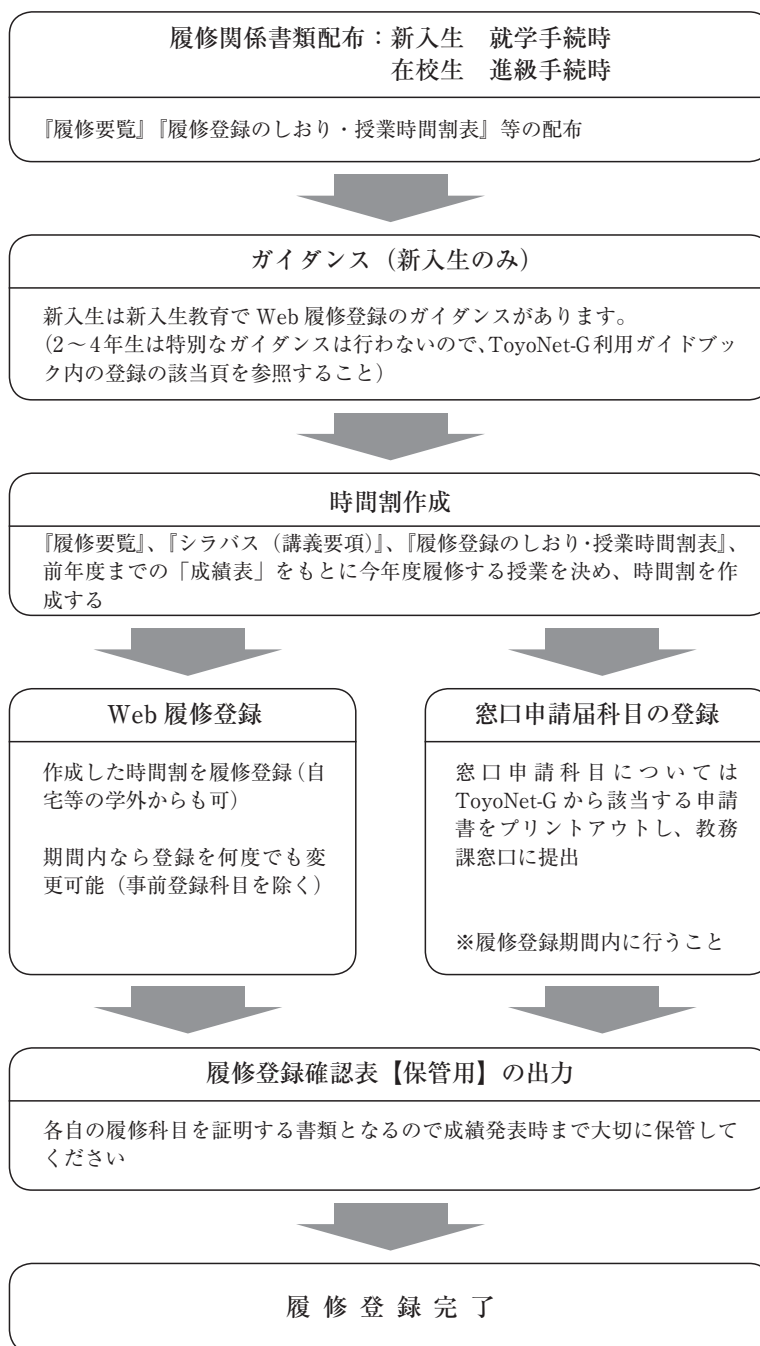 履修関係書類配布：新入生　就学手続時
在校生　進級手続時
『履修要覧』『履修登録のしおり・授業時間割表』等の配布
ガイダンス（新入生のみ）
新入生は新入生教育で Web 履修登録のガイダンスがあります。
（2～4年生は特別なガイダンスは行わないので、ToyoNet-G 利用ガイドブッ
ク内の登録の該当頁を参照すること）
時間割作成
『履修要覧』、『シラバス（講義要項）』、『履修登録のしおり・授業時間割表』、
前年度までの「成績表」をもとに今年度履修する授業を決め、時間割を作
成する
Web 履修登録
作成した時間割を履修登録（自
宅等の学外からも可）
期間内なら登録を何度でも変
更可能（事前登録科目を除く）
窓口申請届科目の登録
窓口申請科目については
ToyoNet-G から該当する申請
書をプリントアウトし、教務
課窓口に提出
※履修登録期間内に行うこと
履修登録確認表【保管用】の出力
各自の履修科目を証明する書類となるので成績発表時まで大切に保管して
ください
履 修 登 録 完 了